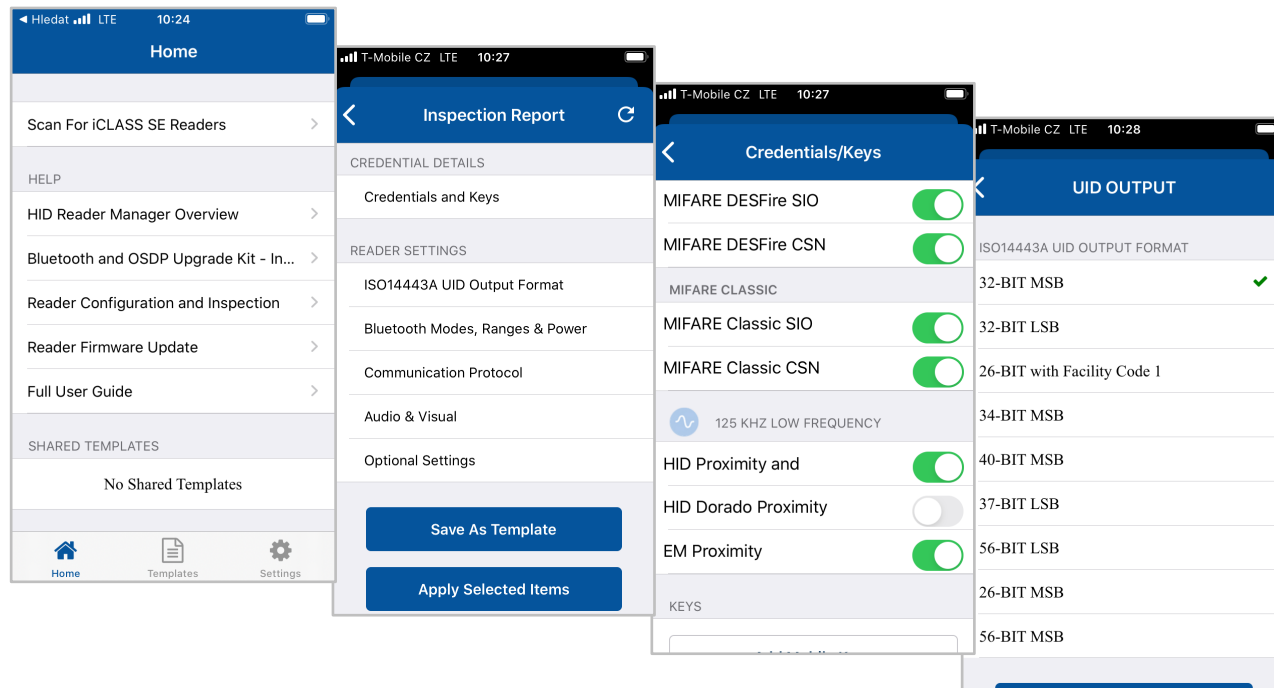 ◀ Hledat LTE 10:24
Home
Scan For iCLASS SE Readers
HELP
HID Reader Manager Overview
Bluetooth and OSDP Upgrade Kit - In...
Reader Configuration and Inspection
Reader Firmware Update
Full User Guide
SHARED TEMPLATES
No Shared Templates
Home Templates Settings
T-Mobile CZ LTE 10:27
Inspection Report
CREDENTIAL DETAILS
Credentials and Keys
READER SETTINGS
ISO14443A UID Output Format
Bluetooth Modes, Ranges & Power
Communication Protocol
Audio & Visual
Optional Settings
Save As Template
Apply Selected Items
T-Mobile CZ LTE 10:27
Credentials/Keys
MIFARE DESFire SIO
MIFARE DESFire CSN
MIFARE CLASSIC
MIFARE Classic SIO
MIFARE Classic CSN
125 KHZ LOW FREQUENCY
HID Proximity and
HID Dorado Proximity
EM Proximity
KEYS
T-Mobile CZ LTE 10:28
UID OUTPUT
ISO14443A UID OUTPUT FORMAT
32-BIT MSB
32-BIT LSB
26-BIT with Facility Code 1
34-BIT MSB
40-BIT MSB
37-BIT LSB
56-BIT LSB
26-BIT MSB
56-BIT MSB